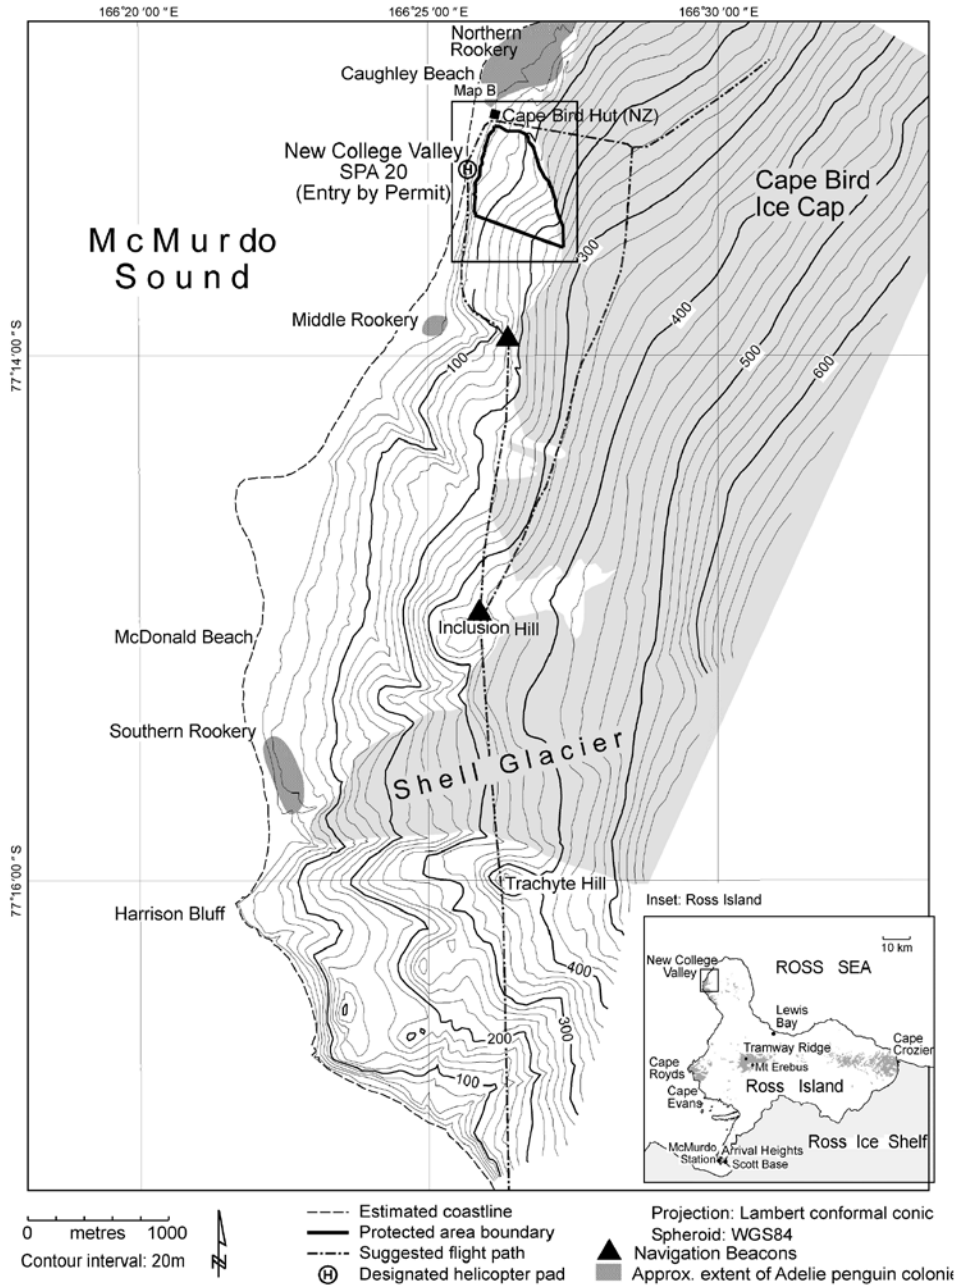 166°20'00"E
166°25'00"E
166°30'00"E
Northern
Rookery
Caughley Beach
Map B
Cape Bird Hut (NZ)
New College Valley
SPA 20
(Entry by Permit)
H
Cape Bird
Ice Cap
McMurdo
Sound
300
400
500
600
Middle Rookery
77°14'00"S
100
Inclusion Hill
McDonald Beach
Southern Rookery
Shell Glacier
77°16'00"S
Trachyte Hill
Harrison Bluff
400
300
200
100
Inset: Ross Island
10 km
New College
Valley
ROSS SEA
Lewis
Bay
Tramway Ridge
Cape
Crozier
Cape
Royds
Mt Erebus
Ross Island
Cape
Evans
Ross Ice Shelf
McMurdo
Station
Arrival Heights
Scott Base
0 metres 1000
Contour interval: 20m
N
Estimated coastline
Protected area boundary
Suggested flight path
H Designated helicopter pad
Projection: Lambert conformal conic
Spheroid: WGS84
Navigation Beacons
Approx. extent of Adelie penguin colonie